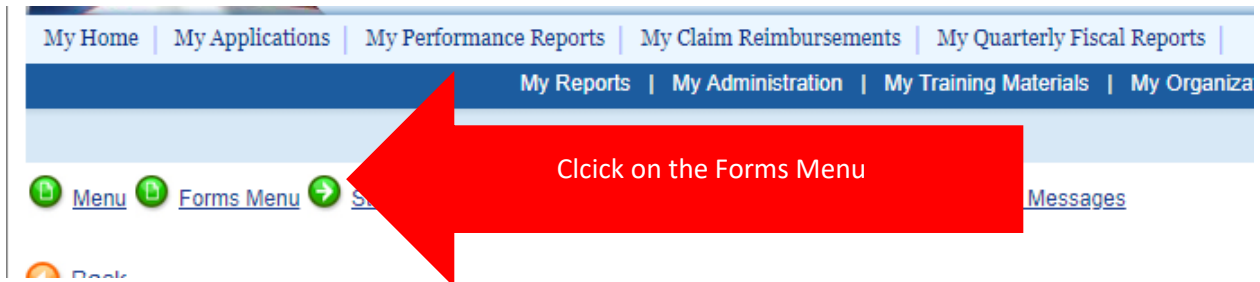 My Home | My Applications | My Performance Reports | My Claim Reimbursements | My Quarterly Fiscal Reports |
My Reports | My Administration | My Training Materials | My Organiza
Clcick on the Forms Menu
Menu Forms Menu Messages
Back